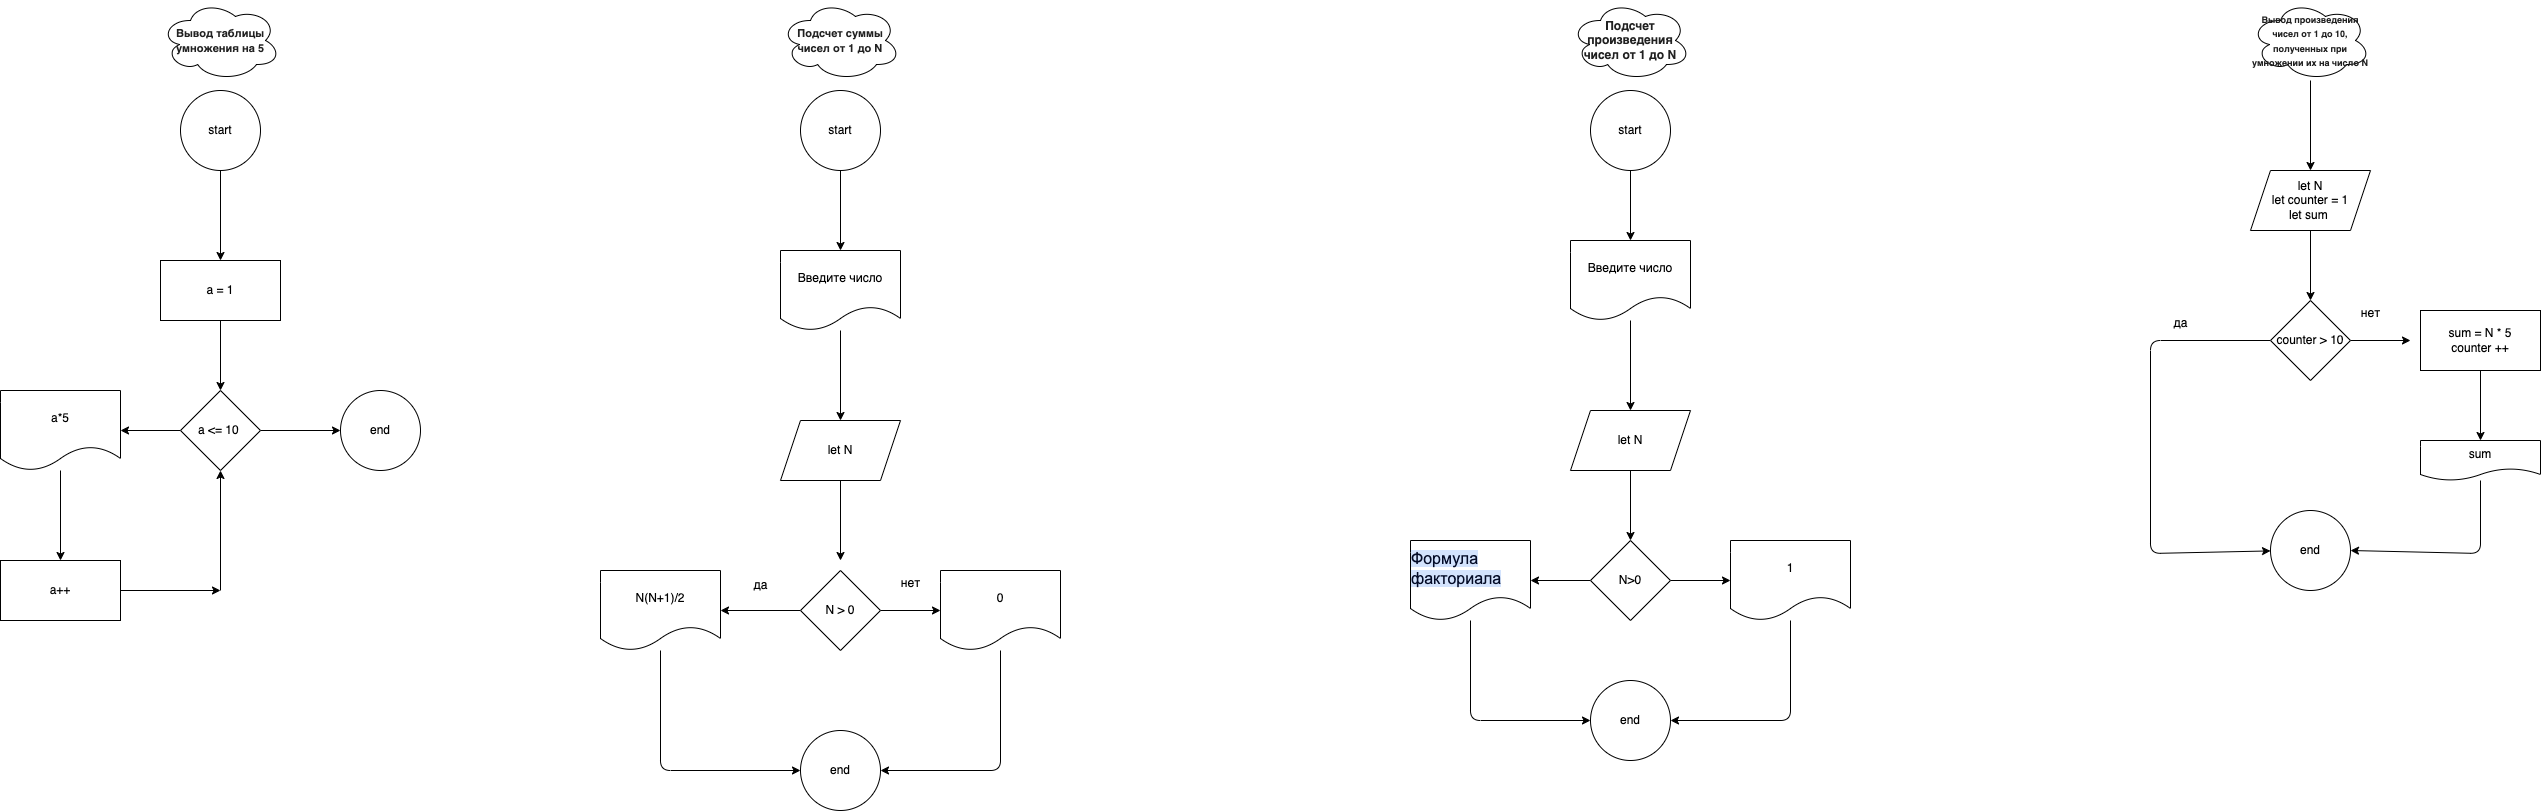 Вывод таблицы
умножения на 5
start
a = 1
a <= 10
a*5
end
a++
Подсчет суммы
чисел от 1 до N
start
Введите число
let N
N > 0
да
нет
N(N+1)/2
0
end
Подсчет
произведения
чисел от 1 до N
start
Введите число
let N
N>0
Формула
факториала
1
end
Вывод произведения
чисел от 1 до 10,
полученных при
умножении их на число N
let N
let counter = 1
let sum
counter > 10
да
нет
sum = N * 5
counter ++
sum
end